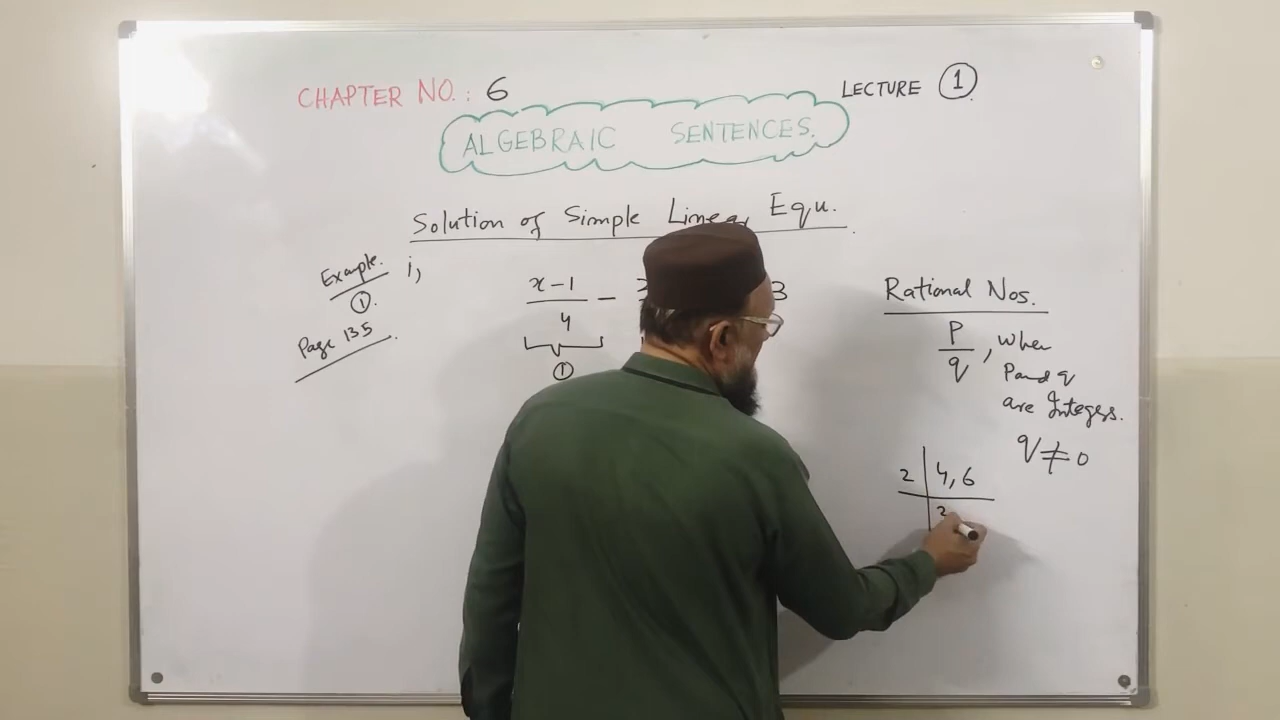 CHAPTER NO.: 6
LECTURE 1
ALGEBRAIC SENTENCES.
Solution of Simple Linear Equ.
Example. i,
1.
Page 135
x-1
4
-
3
1
Rational Nos.
P
q
, when
P and q
are Integers.
q ≠ 0
2 | 4, 6
2